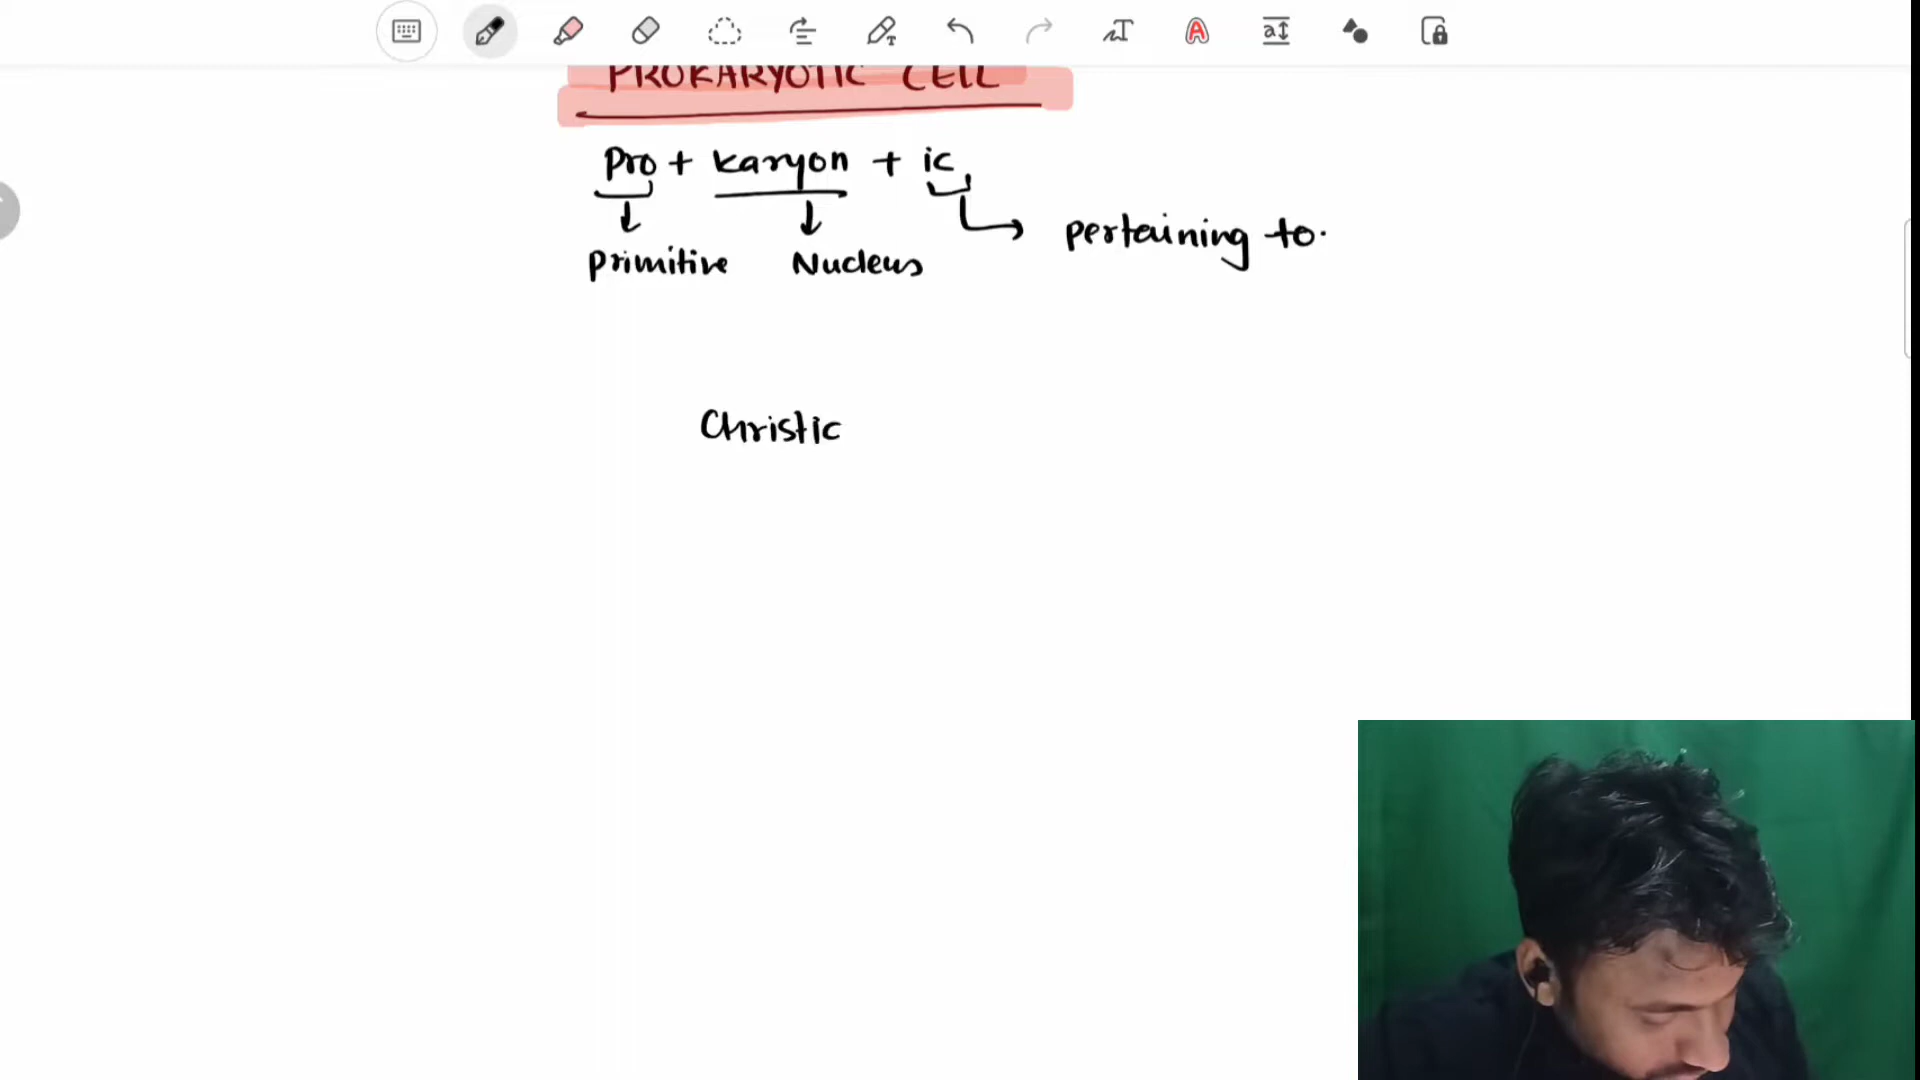 PROKARYOTIC CELL
Pro + karyon + ic
pertaining to.
primitive Nucleus
Christic